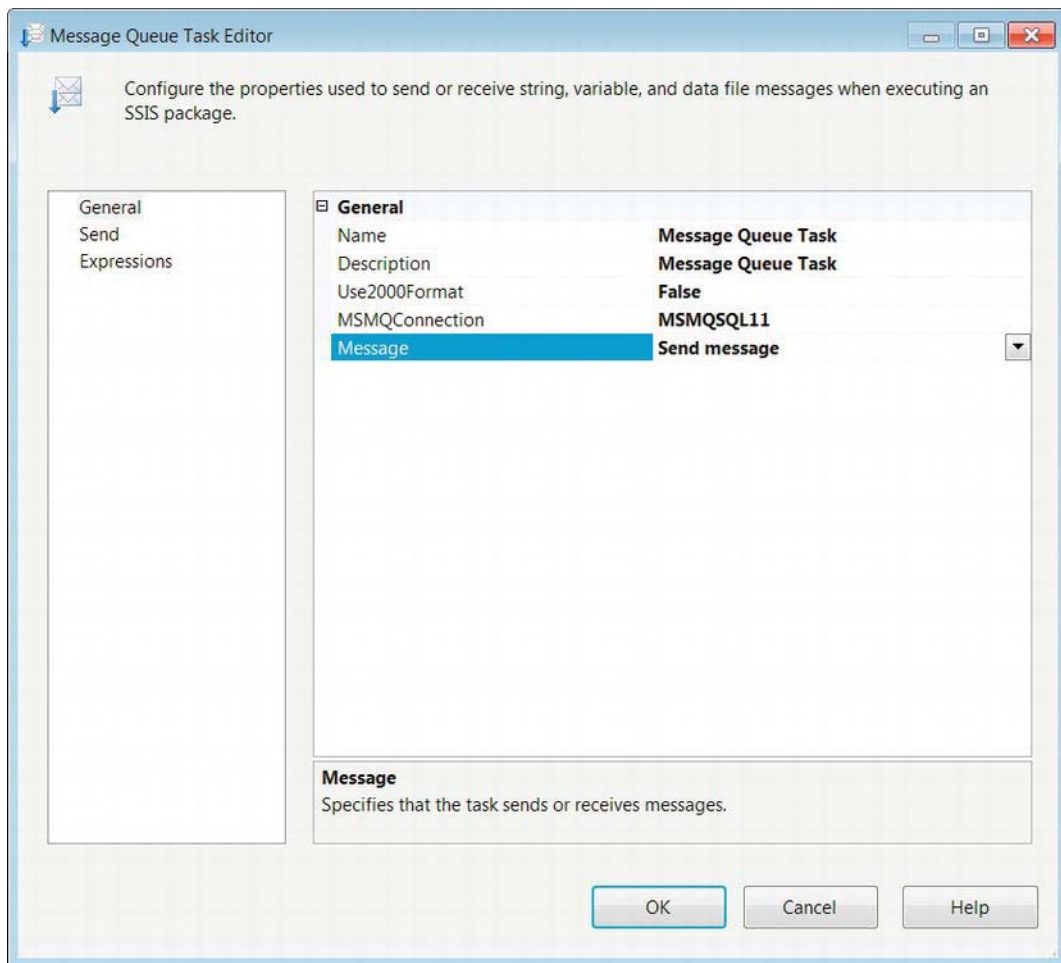 Message Queue Task Editor
Configure the properties used to send or receive string, variable, and data file messages when executing an
SSIS package.
General
Send
Expressions
General
Name Message Queue Task
Description Message Queue Task
Use2000Format False
MSMQConnection MSMQSQL11
Message Send message
Message
Specifies that the task sends or receives messages.
OK Cancel Help